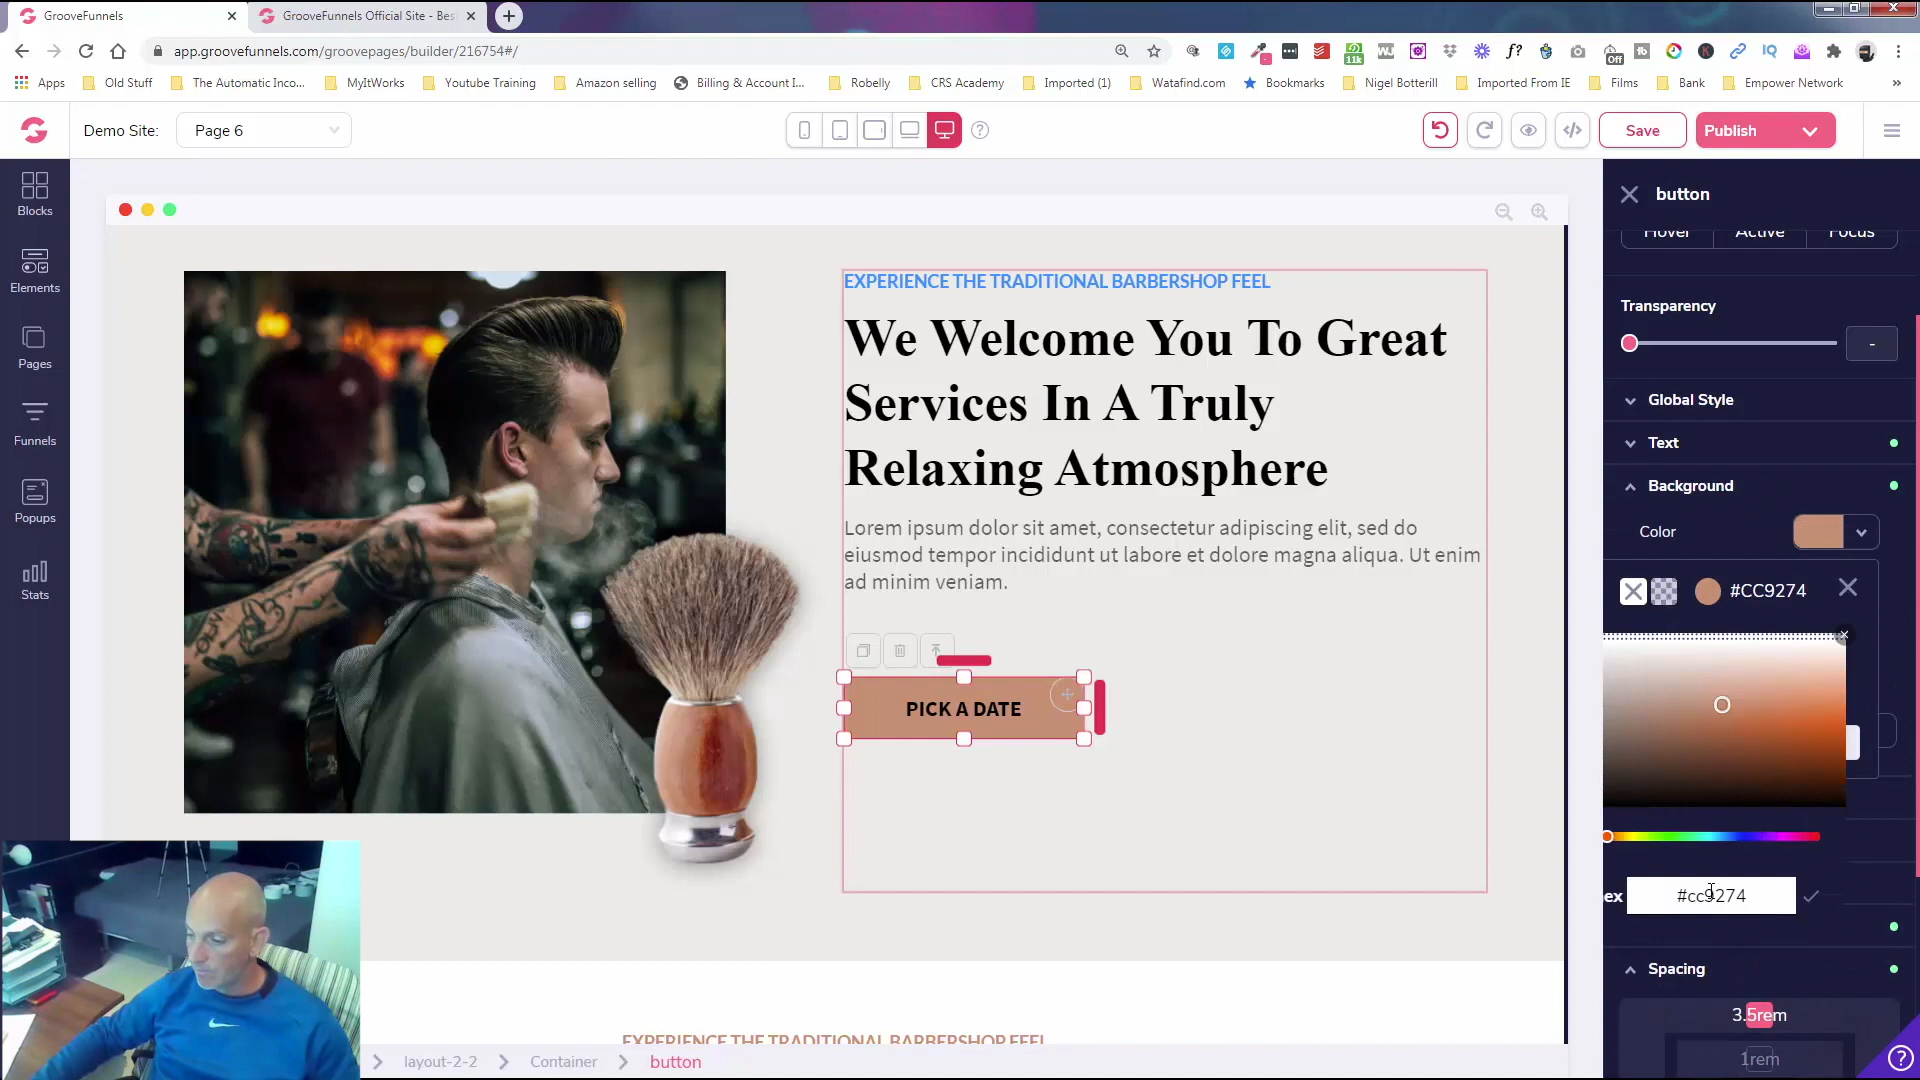 GrooveFunnels
GrooveFunnels Official Site - Bes
app.groovefunnels.com/groovepages/builder/216754#/
Apps
Old Stuff
The Automatic Inco...
MyItWorks
Youtube Training
Amazon selling
Billing & Account I...
Robelly
CRS Academy
Imported (1)
Watafind.com
Bookmarks
Nigel Botterill
Imported From IE
Films
Bank
Empower Network
Demo Site:
Page 6
Save
Publish
Blocks
Elements
Pages
Funnels
Popups
Stats
EXPERIENCE THE TRADITIONAL BARBERSHOP FEEL
We Welcome You To Great
Services In A Truly
Relaxing Atmosphere
Lorem ipsum dolor sit amet, consectetur adipiscing elit, sed do
eiusmod tempor incididunt ut labore et dolore magna aliqua. Ut enim
ad minim veniam.
PICK A DATE
EXPERIENCE THE TRADITIONAL BARBERSHOP FEEL
layout-2-2
Container
button
button
Hover
Active
Focus
Transparency
-
Global Style
Text
Background
Color
#CC9274
ex
#cc9274
Spacing
3.5rem
1rem